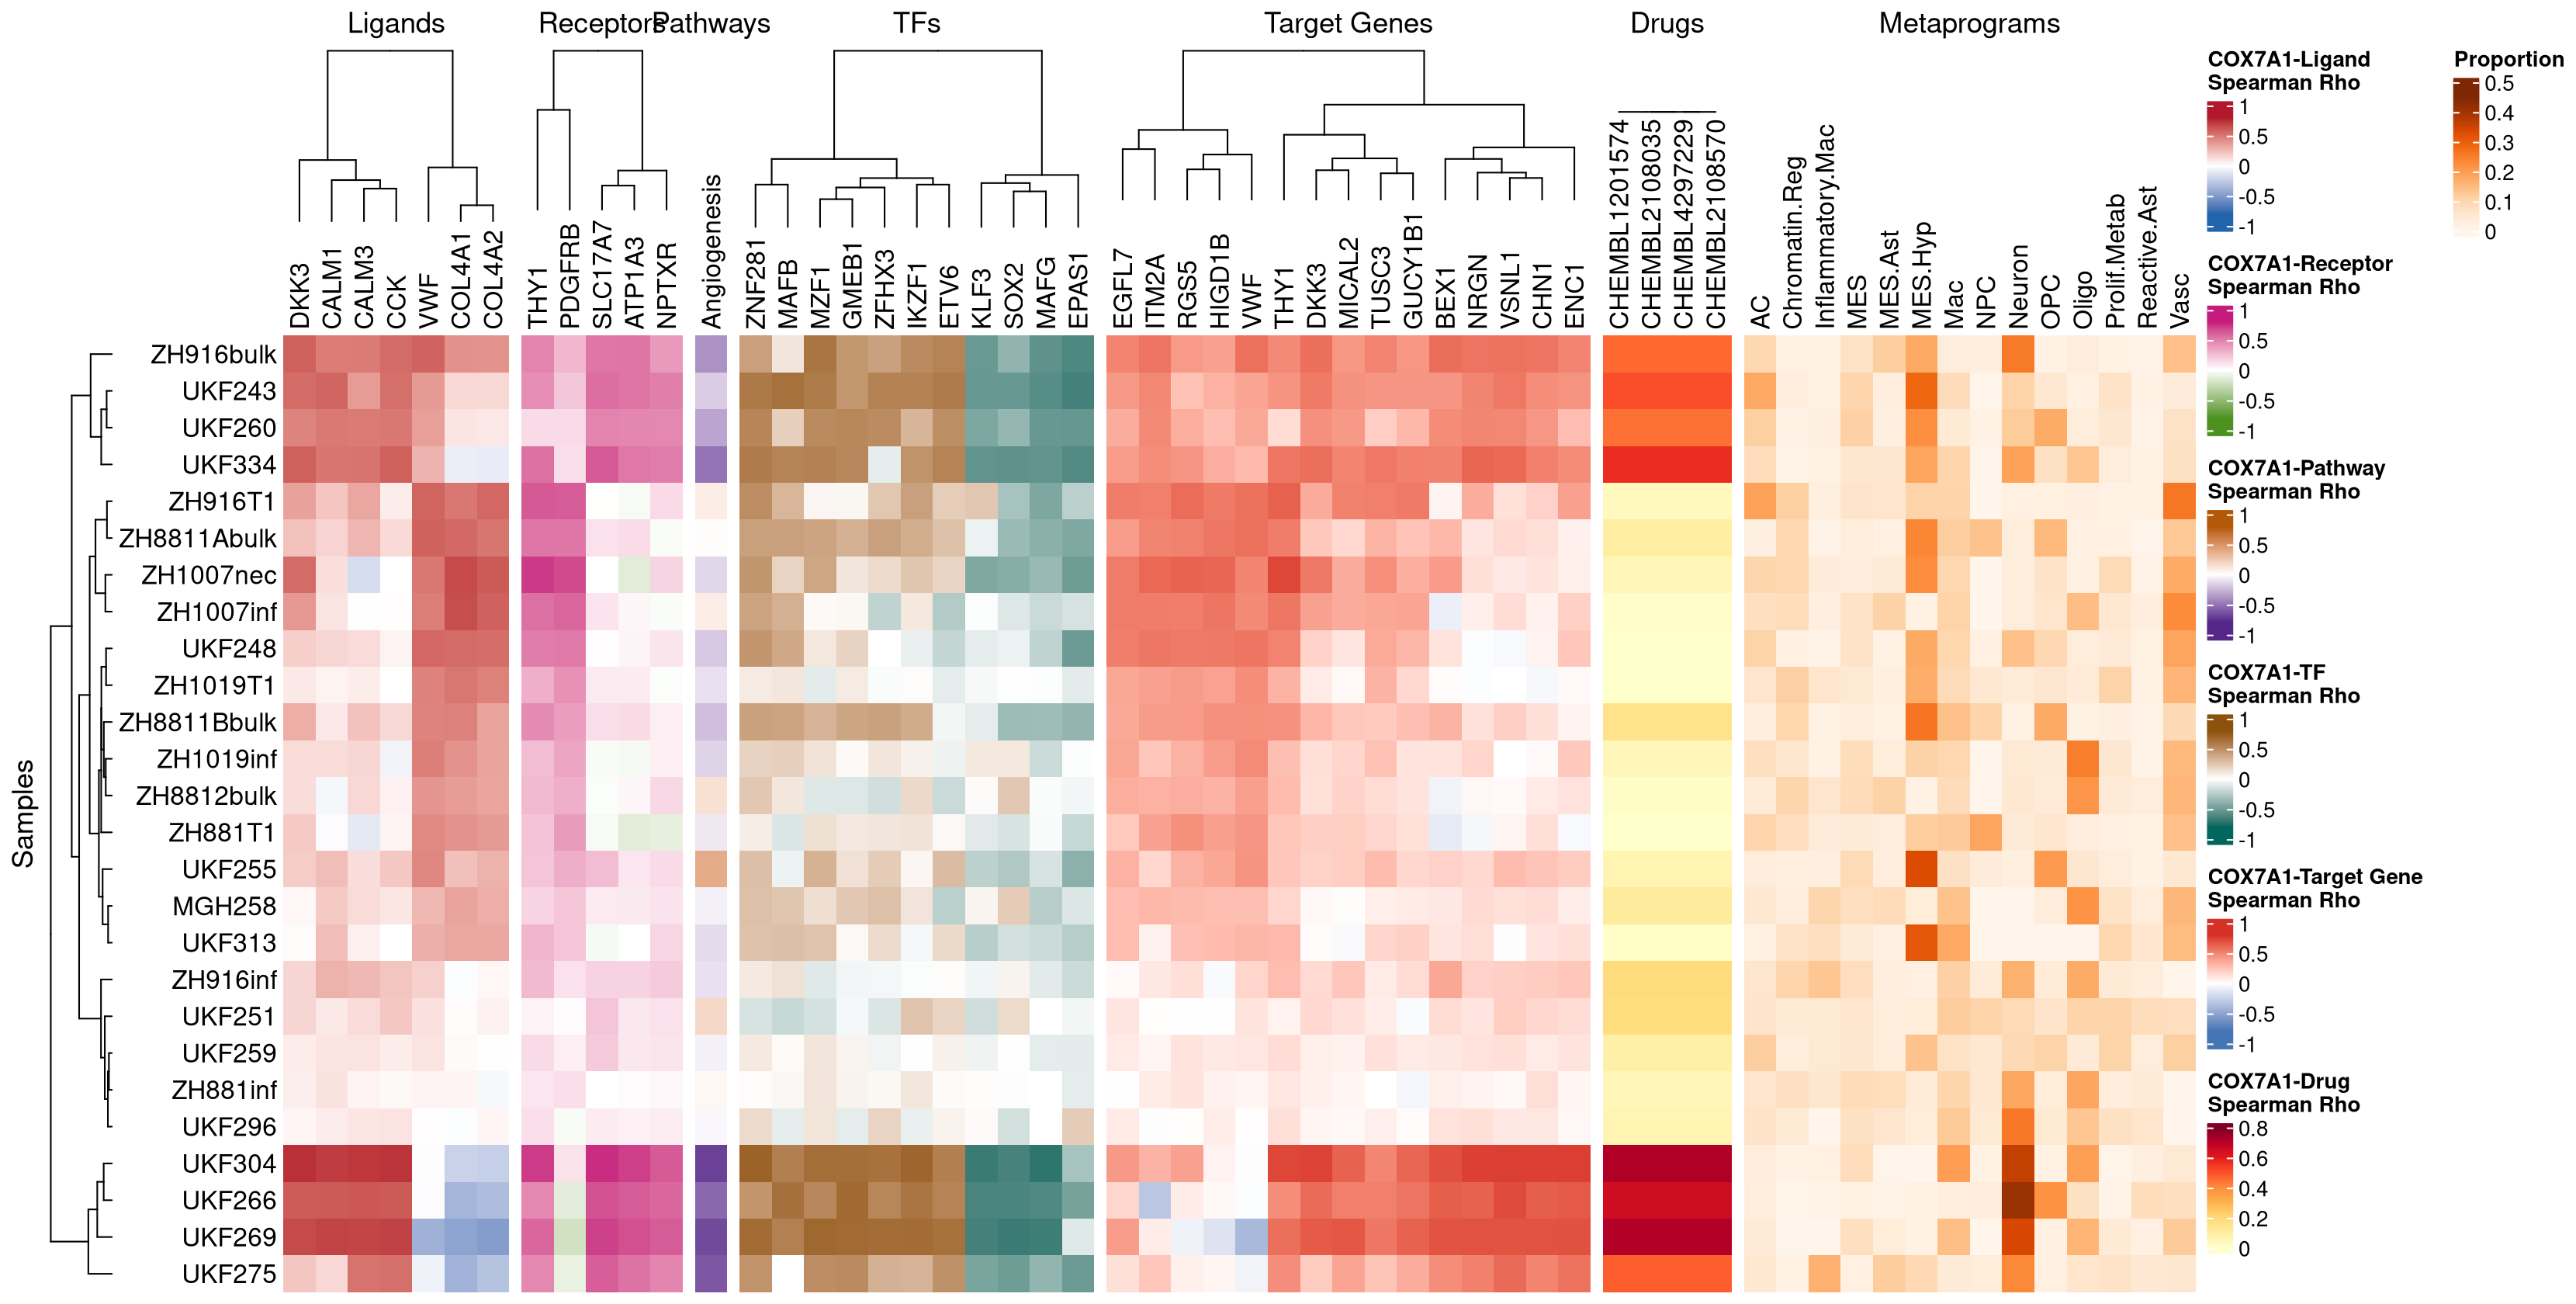 Ligands Receptors Pathways TFs Target Genes Drugs Metaprograms
DKK3 CALM1 CALM3 CCK VWF COL4A1 COL4A2
THY1 PDGFRB SLC17A7 ATP1A3 NPTXR
Angiogenesis
ZNF281 MAFB MZF1 GMEB1 ZFHX3 IKZF1 ETV6 KLF3 SOX2 MAFG EPAS1
EGFL7 ITM2A RGS5 HIGD1B VWF THY1 DKK3 MICAL2 TUSC3 GUCY1B1 BEX1 NRGN VSNL1 CHN1 ENC1
CHEMBL1201574 CHEMBL2108035 CHEMBL4297229 CHEMBL2108570
AC Chromatin.Reg Inflammatory.Mac MES MES.Ast MES.Hyp Mac NPC Neuron OPC Oligo Prolif.Metab Reactive.Ast Vasc
Samples
ZH916bulk
UKF243
UKF260
UKF334
ZH916T1
ZH8811Abulk
ZH1007nec
ZH1007inf
UKF248
ZH1019T1
ZH8811Bbulk
ZH1019inf
ZH8812bulk
ZH881T1
UKF255
MGH258
UKF313
ZH916inf
UKF251
UKF259
ZH881inf
UKF296
UKF304
UKF266
UKF269
UKF275
COX7A1-Ligand
Spearman Rho
1
0.5
0
-0.5
-1
COX7A1-Receptor
Spearman Rho
1
0.5
0
-0.5
-1
COX7A1-Pathway
Spearman Rho
1
0.5
0
-0.5
-1
COX7A1-TF
Spearman Rho
1
0.5
0
-0.5
-1
COX7A1-Target Gene
Spearman Rho
1
0.5
0
-0.5
-1
COX7A1-Drug
Spearman Rho
0.8
0.6
0.4
0.2
0
Proportion
0.5
0.4
0.3
0.2
0.1
0